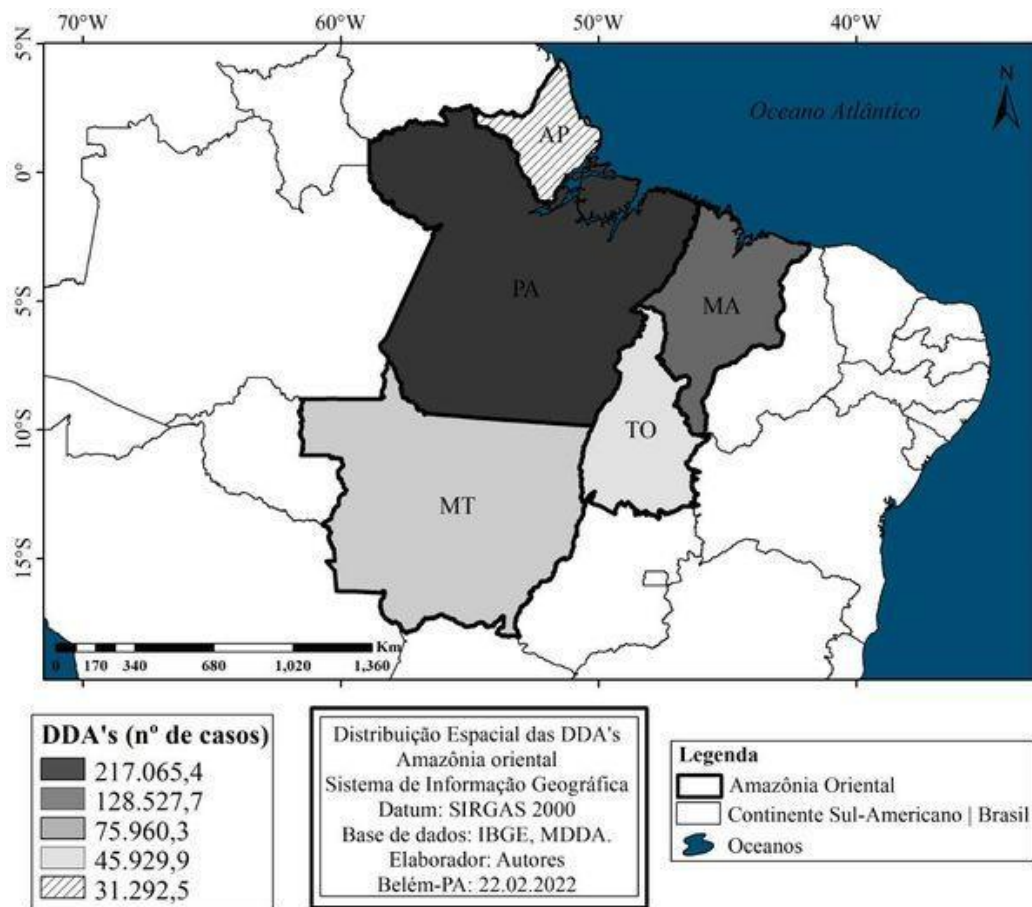 70°W 60°W 50°W 40°W
5°N
N
Oceano Atlântico
AP
0°
PA
MA
5°S
TO
10°S
MT
15°S
Km
0 170 340 680 1,020 1,360
DDA's (nº de casos)
217.065,4
128.527,7
75.960,3
45.929,9
31.292,5
Distribuição Espacial das DDA's
Amazônia oriental
Sistema de Informação Geográfica
Datum: SIRGAS 2000
Base de dados: IBGE, MDDA.
Elaborador: Autores
Belém-PA: 22.02.2022
Legenda
Amazônia Oriental
Continente Sul-Americano | Brasil
Oceanos